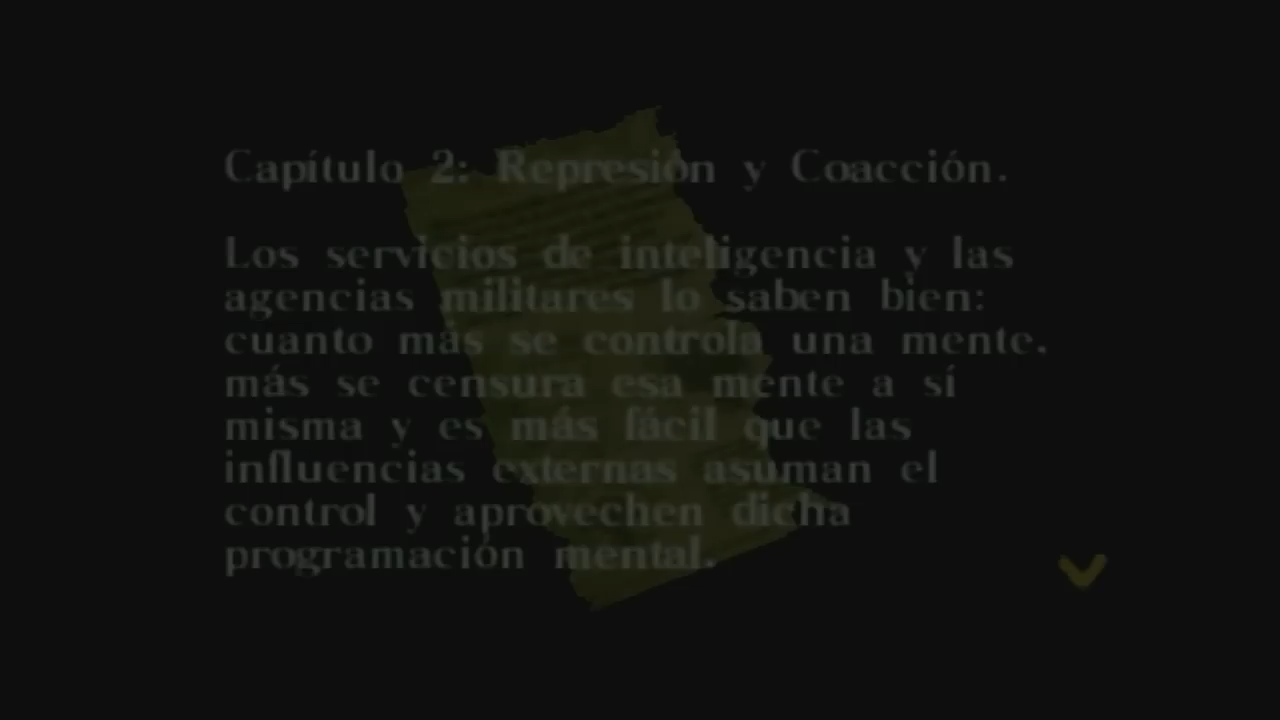 Capítulo 2: Represión y Coacción.
Los servicios de inteligencia y las
agencias militares lo saben bien:
cuanto más se controla una mente,
más se censura esa mente a sí
misma y es más fácil que las
influencias externas asuman el
control y aprovechen dicha
programación mental.